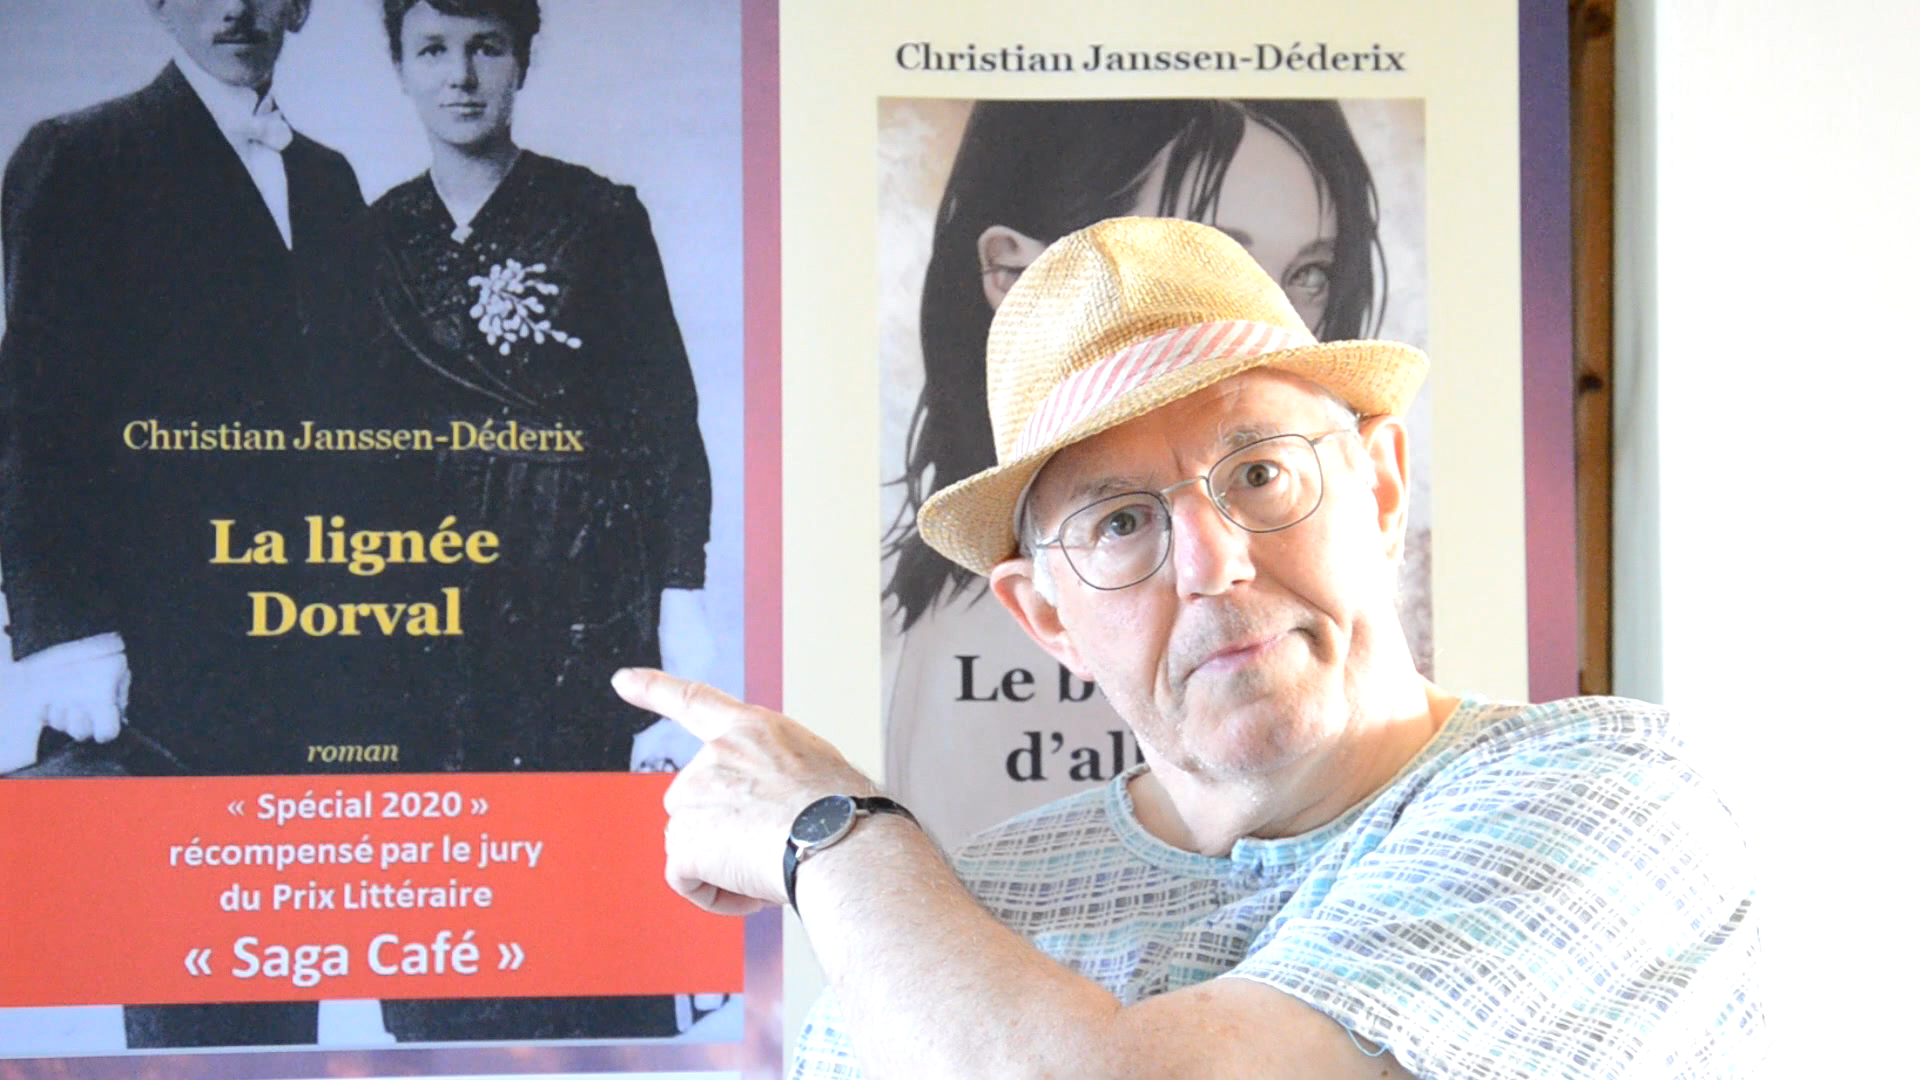 Christian Janssen-Déderix
La lignée
Dorval
roman
« Spécial 2020 »
récompensé par le jury
du Prix Littéraire
« Saga Café »
Christian Janssen-Déderix
Le